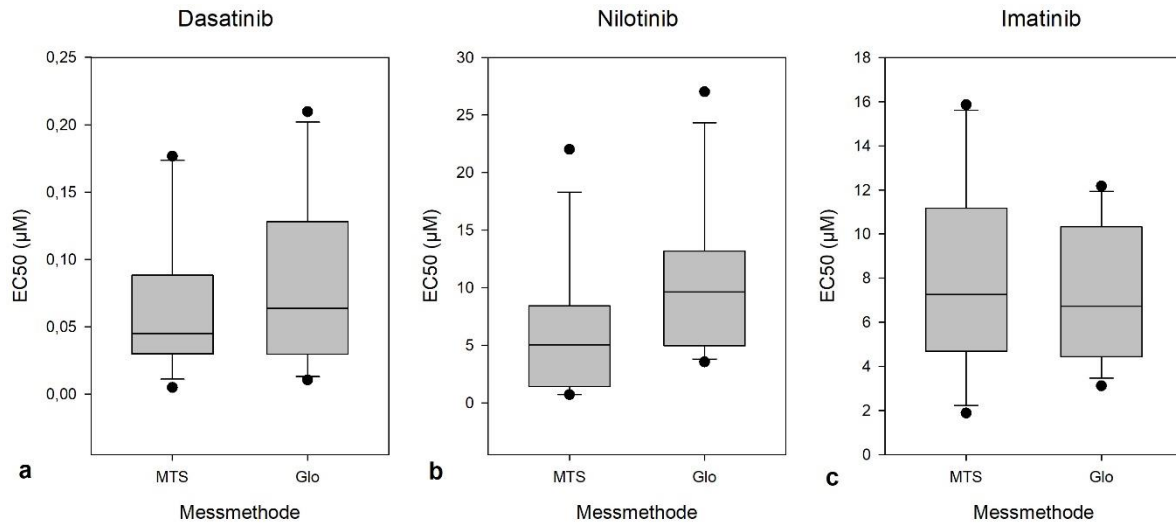 Dasatinib
0,25
0,20
0,15
0,10
0,05
0,00
EC50 (µM)
MTS
Glo
a
Messmethode
Nilotinib
30
25
20
15
10
5
0
EC50 (µM)
MTS
Glo
b
Messmethode
Imatinib
18
16
14
12
10
8
6
4
2
0
EC50 (µM)
MTS
Glo
c
Messmethode